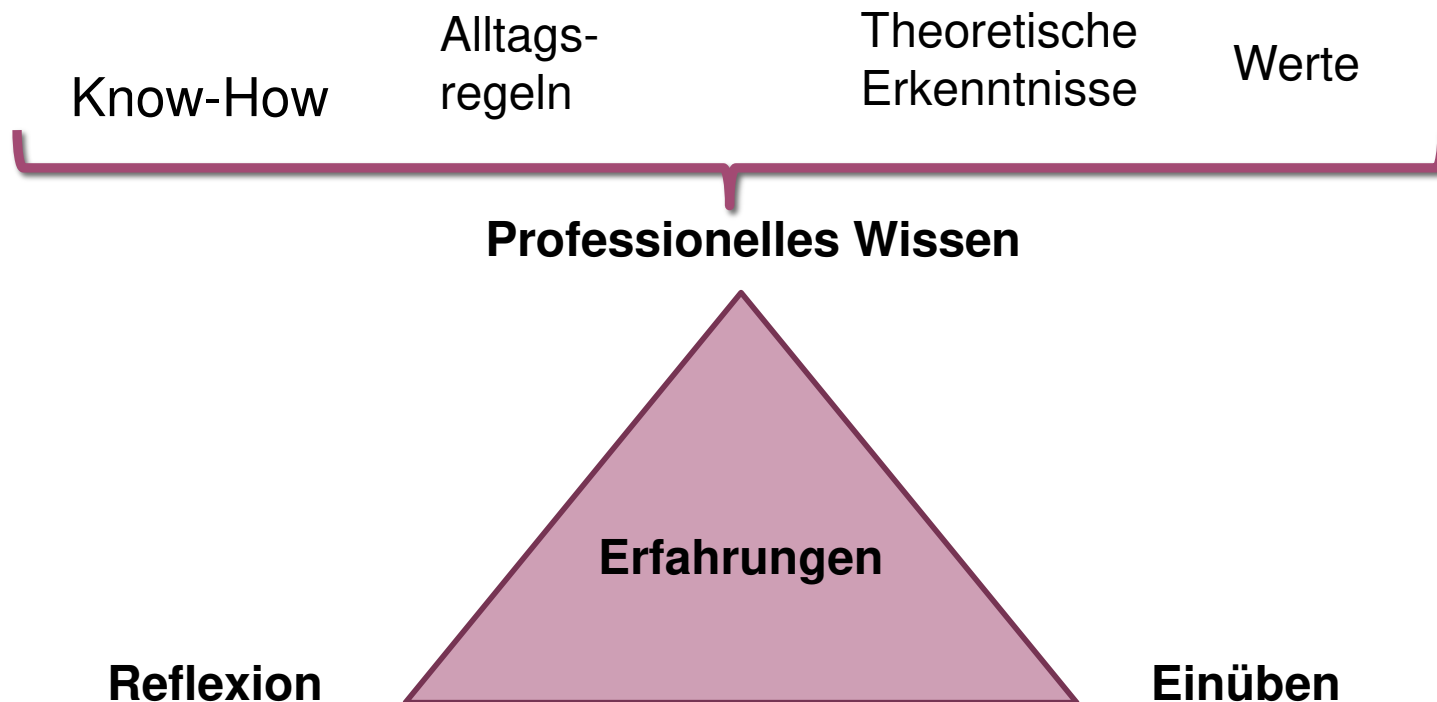 Know-How
Alltags-
regeln
Theoretische
Erkenntnisse
Werte
Professionelles Wissen
Erfahrungen
Reflexion
Einüben